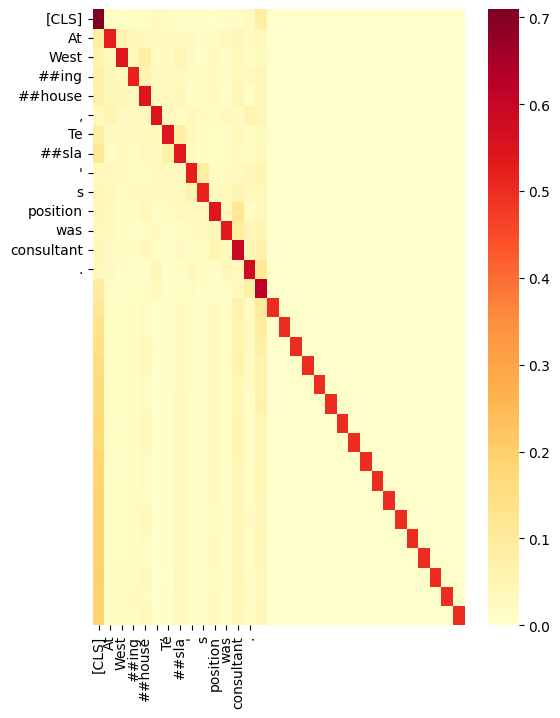 [CLS]
At
West
##ing
##house
,
Te
##sla
'
s
position
was
consultant
.
0.7
0.6
0.5
0.4
0.3
0.2
0.1
0.0
[CLS]
At
West
##ing
##house
,
Te
##sla
'
s
position
was
consultant
.